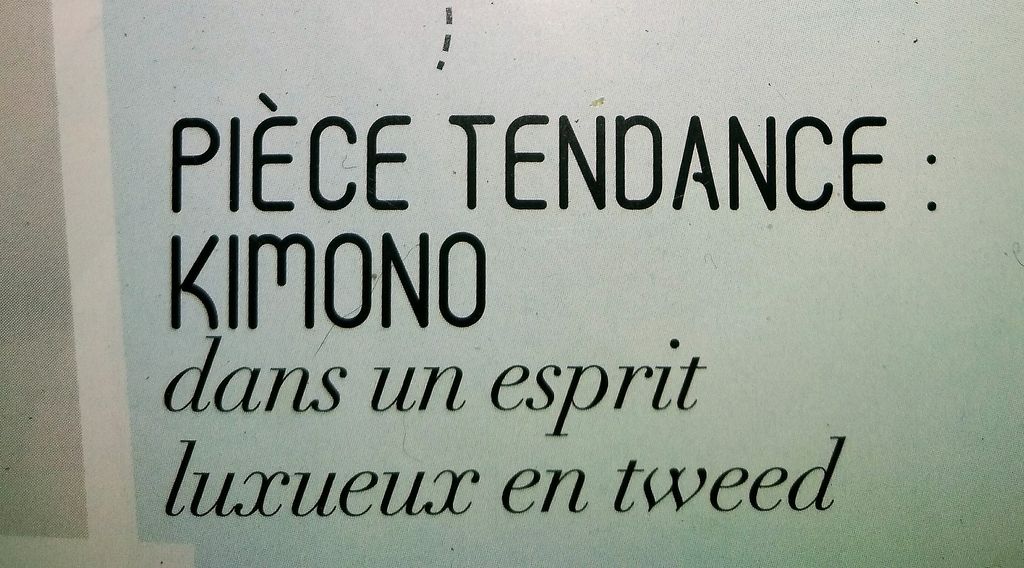 PIÈCE TENDANCE :
KIMONO
dans un esprit
luxueux en tweed